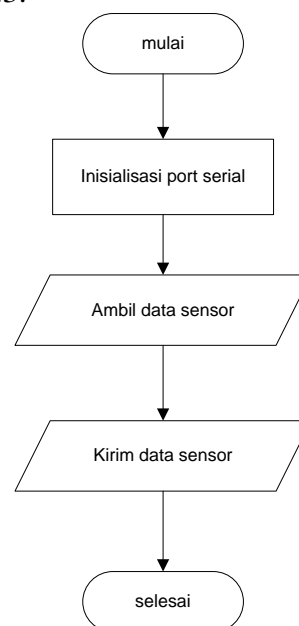 mulai
Inisialisasi port serial
Ambil data sensor
Kirim data sensor
selesai